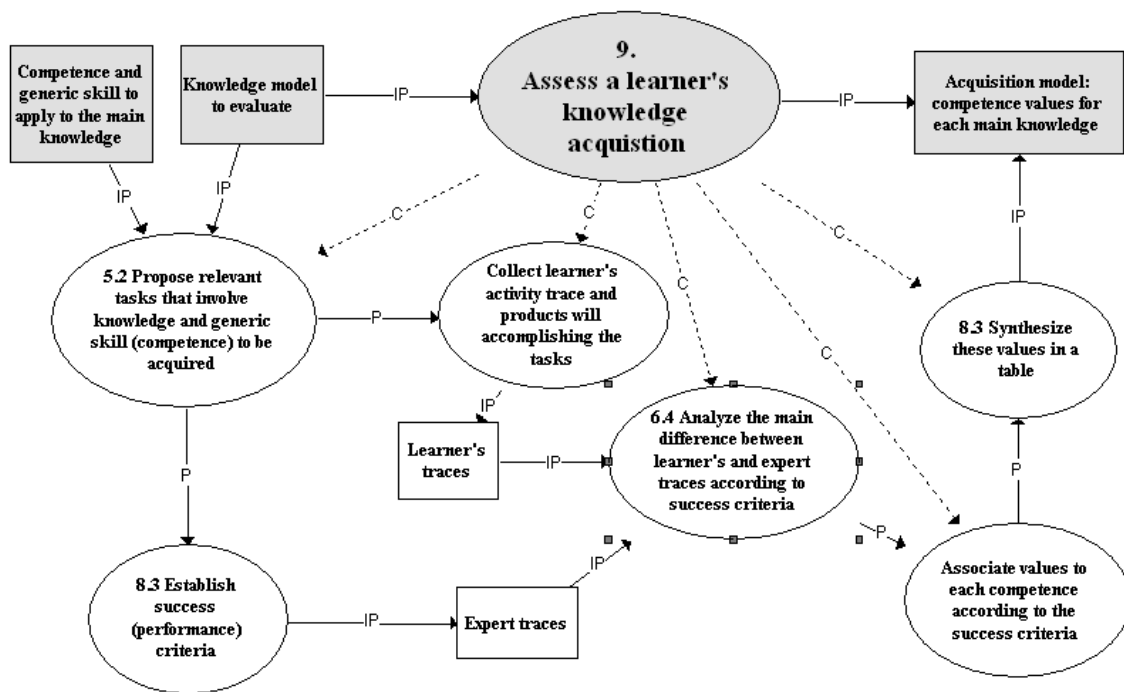 9.
Assess a learner's
knowledge
acquistion
Competence and
generic skill to
apply to the main
knowledge
Knowledge model
to evaluate
IP
IP
Acquisition model:
competence values for
each main knowledge
IP
IP
IP
C
C
C
C
C
5.2 Propose relevant
tasks that involve
knowledge and generic
skill (competence) to be
acquired
P
Collect learner's
activity trace and
products will
accomplishing the
tasks
8.3 Synthesize
these values in a
table
IP
Learner's
traces
IP
6.4 Analyze the main
difference between
learner's and expert
traces according to
success criteria
P
P
P
IP
8.3 Establish
success
(performance)
criteria
IP
Expert traces
Associate values to
each competence
according to the
success criteria